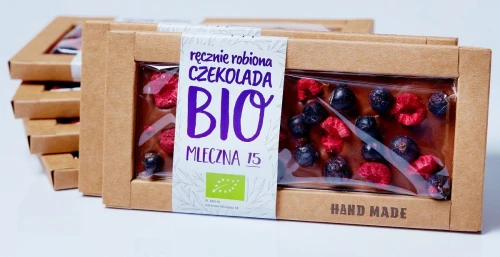 ręcznie robiona
CZEKOLADA
BIO
MLECZNA 15
HAND MADE